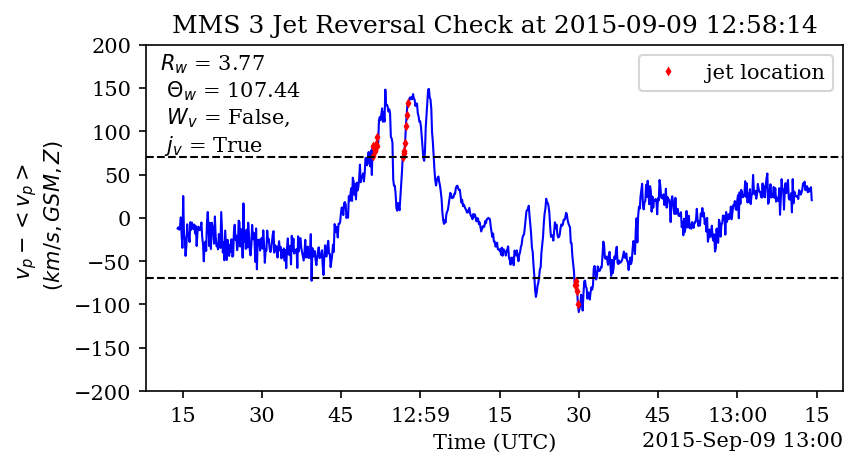 MMS 3 Jet Reversal Check at 2015-09-09 12:58:14
R_w = 3.77
Θ_w = 107.44
W_v = False,
j_v = True
jet location
v_p − < v_p >
(km/s, GSM, Z)
200
150
100
50
0
−50
−100
−150
−200
15 30 45 12:59 15 30 45 13:00 15
Time (UTC)
2015-Sep-09 13:00